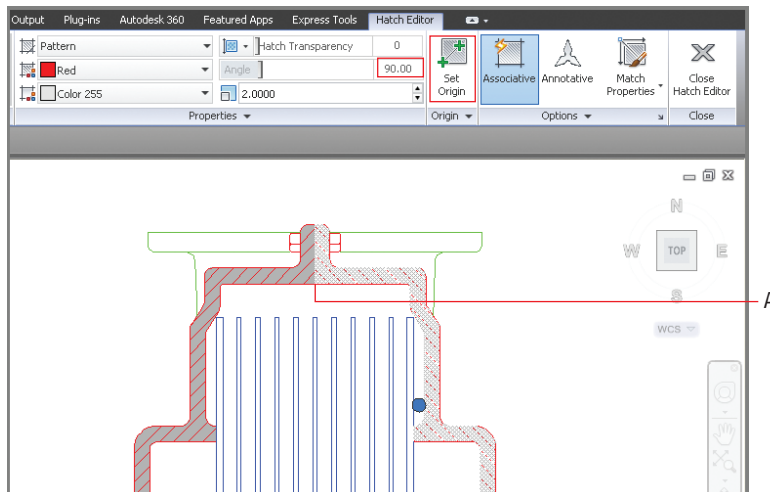 Output Plug-ins Autodesk 360 Featured Apps Express Tools Hatch Editor
Pattern Hatch Transparency 0
Red Angle 90.00
Color 255 2.0000
Set Origin
Associative Annotative Match Properties
Close Hatch Editor
Properties Origin Options Close
N
W TOP E
S
A
WCS